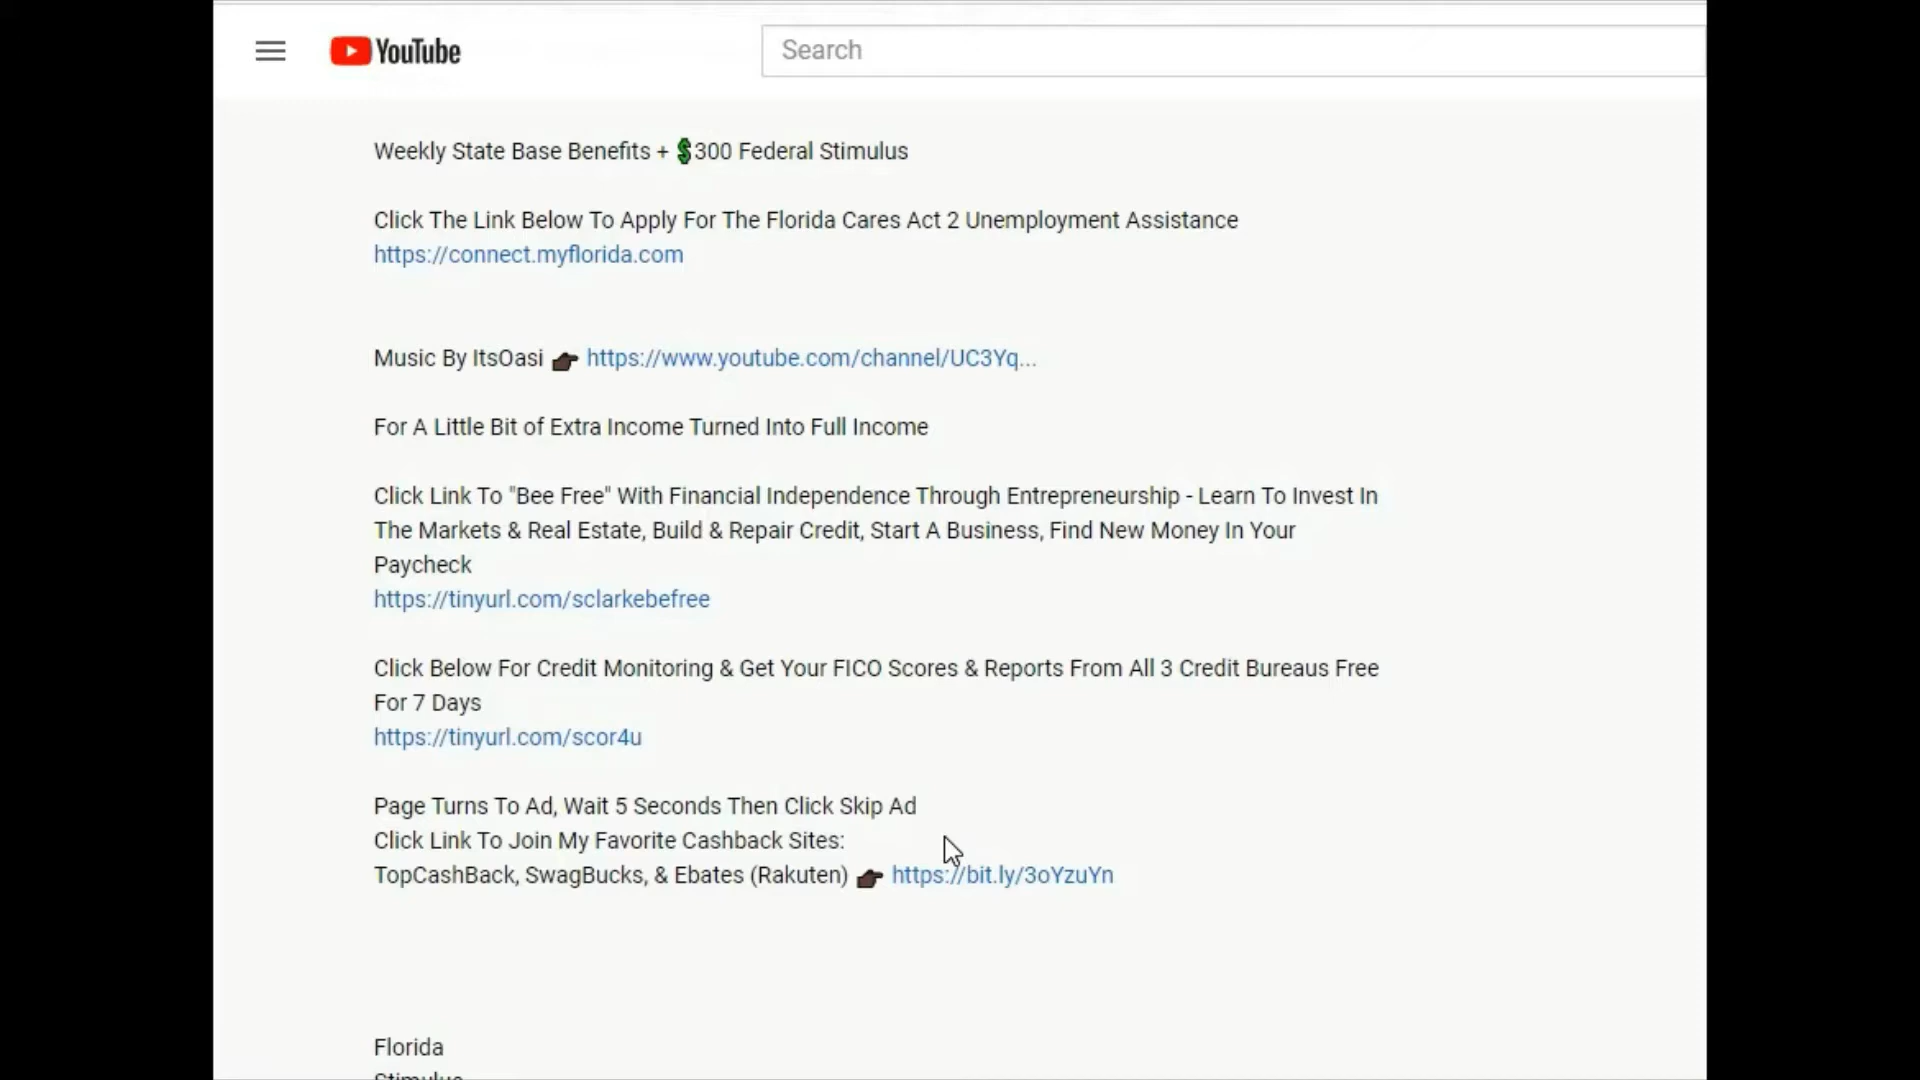 YouTube
Search
Weekly State Base Benefits + 💲300 Federal Stimulus
Click The Link Below To Apply For The Florida Cares Act 2 Unemployment Assistance
https://connect.myflorida.com
Music By ItsOasi 👉🏿 https://www.youtube.com/channel/UC3Yq...
For A Little Bit of Extra Income Turned Into Full Income
Click Link To "Bee Free" With Financial Independence Through Entrepreneurship - Learn To Invest In
The Markets & Real Estate, Build & Repair Credit, Start A Business, Find New Money In Your
Paycheck
https://tinyurl.com/sclarkebefree
Click Below For Credit Monitoring & Get Your FICO Scores & Reports From All 3 Credit Bureaus Free
For 7 Days
https://tinyurl.com/scor4u
Page Turns To Ad, Wait 5 Seconds Then Click Skip Ad
Click Link To Join My Favorite Cashback Sites:
TopCashBack, SwagBucks, & Ebates (Rakuten) 👉🏿 https://bit.ly/3oYzuYn
Florida
Stimulus